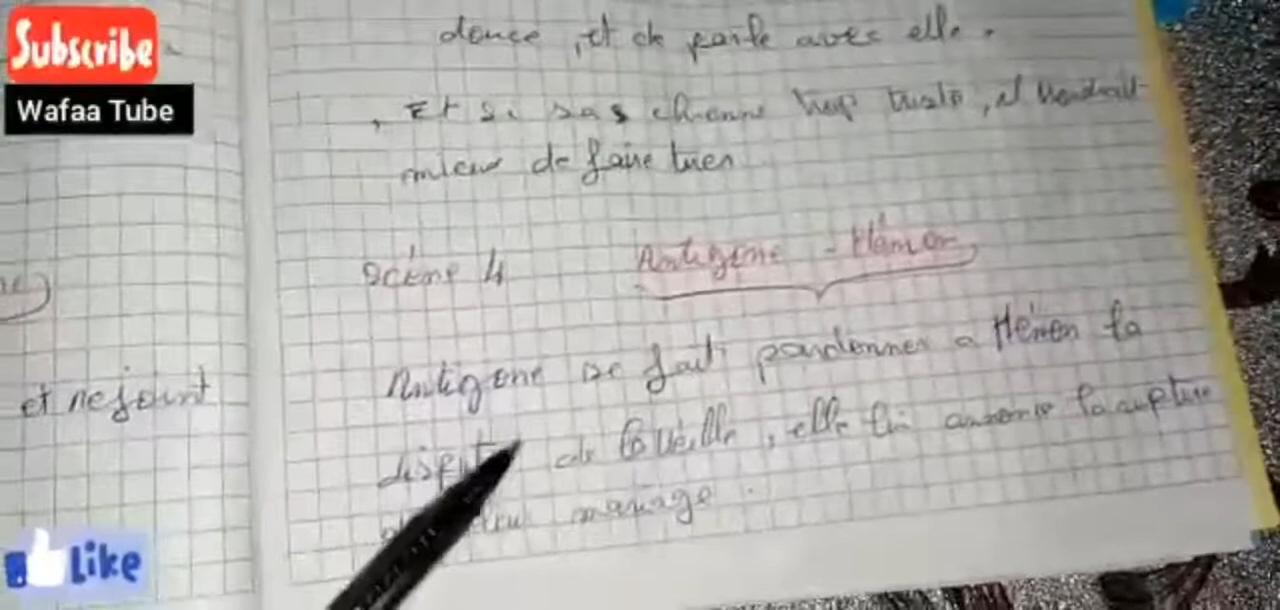 Subscribe
Wafaa Tube
douce, et de parle avec elle.
, Et si sas chienne trop triste, il vendrait
mieux de faire tuer
Scène 4 Antigone - Hémon
Antigone se fait pardonner a Hémon la
et rejoint
dispute de la veille, elle lui annonce la rupture
mariage.
Like